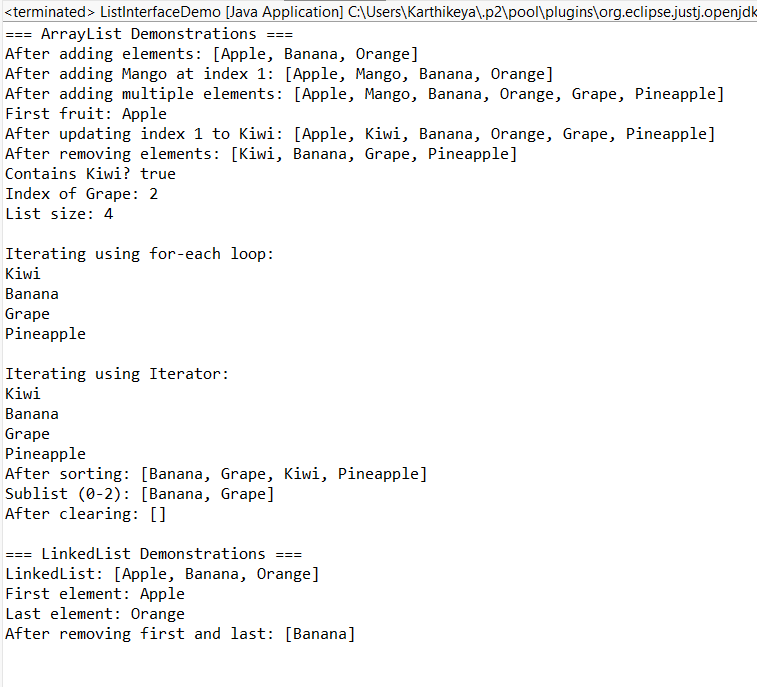 <terminated> ListInterfaceDemo [Java Application] C:\Users\Karthikeya\.p2\pool\plugins\org.eclipse.justj.openjdk
=== ArrayList Demonstrations ===
After adding elements: [Apple, Banana, Orange]
After adding Mango at index 1: [Apple, Mango, Banana, Orange]
After adding multiple elements: [Apple, Mango, Banana, Orange, Grape, Pineapple]
First fruit: Apple
After updating index 1 to Kiwi: [Apple, Kiwi, Banana, Orange, Grape, Pineapple]
After removing elements: [Kiwi, Banana, Grape, Pineapple]
Contains Kiwi? true
Index of Grape: 2
List size: 4

Iterating using for-each loop:
Kiwi
Banana
Grape
Pineapple

Iterating using Iterator:
Kiwi
Banana
Grape
Pineapple
After sorting: [Banana, Grape, Kiwi, Pineapple]
Sublist (0-2): [Banana, Grape]
After clearing: []

=== LinkedList Demonstrations ===
LinkedList: [Apple, Banana, Orange]
First element: Apple
Last element: Orange
After removing first and last: [Banana]